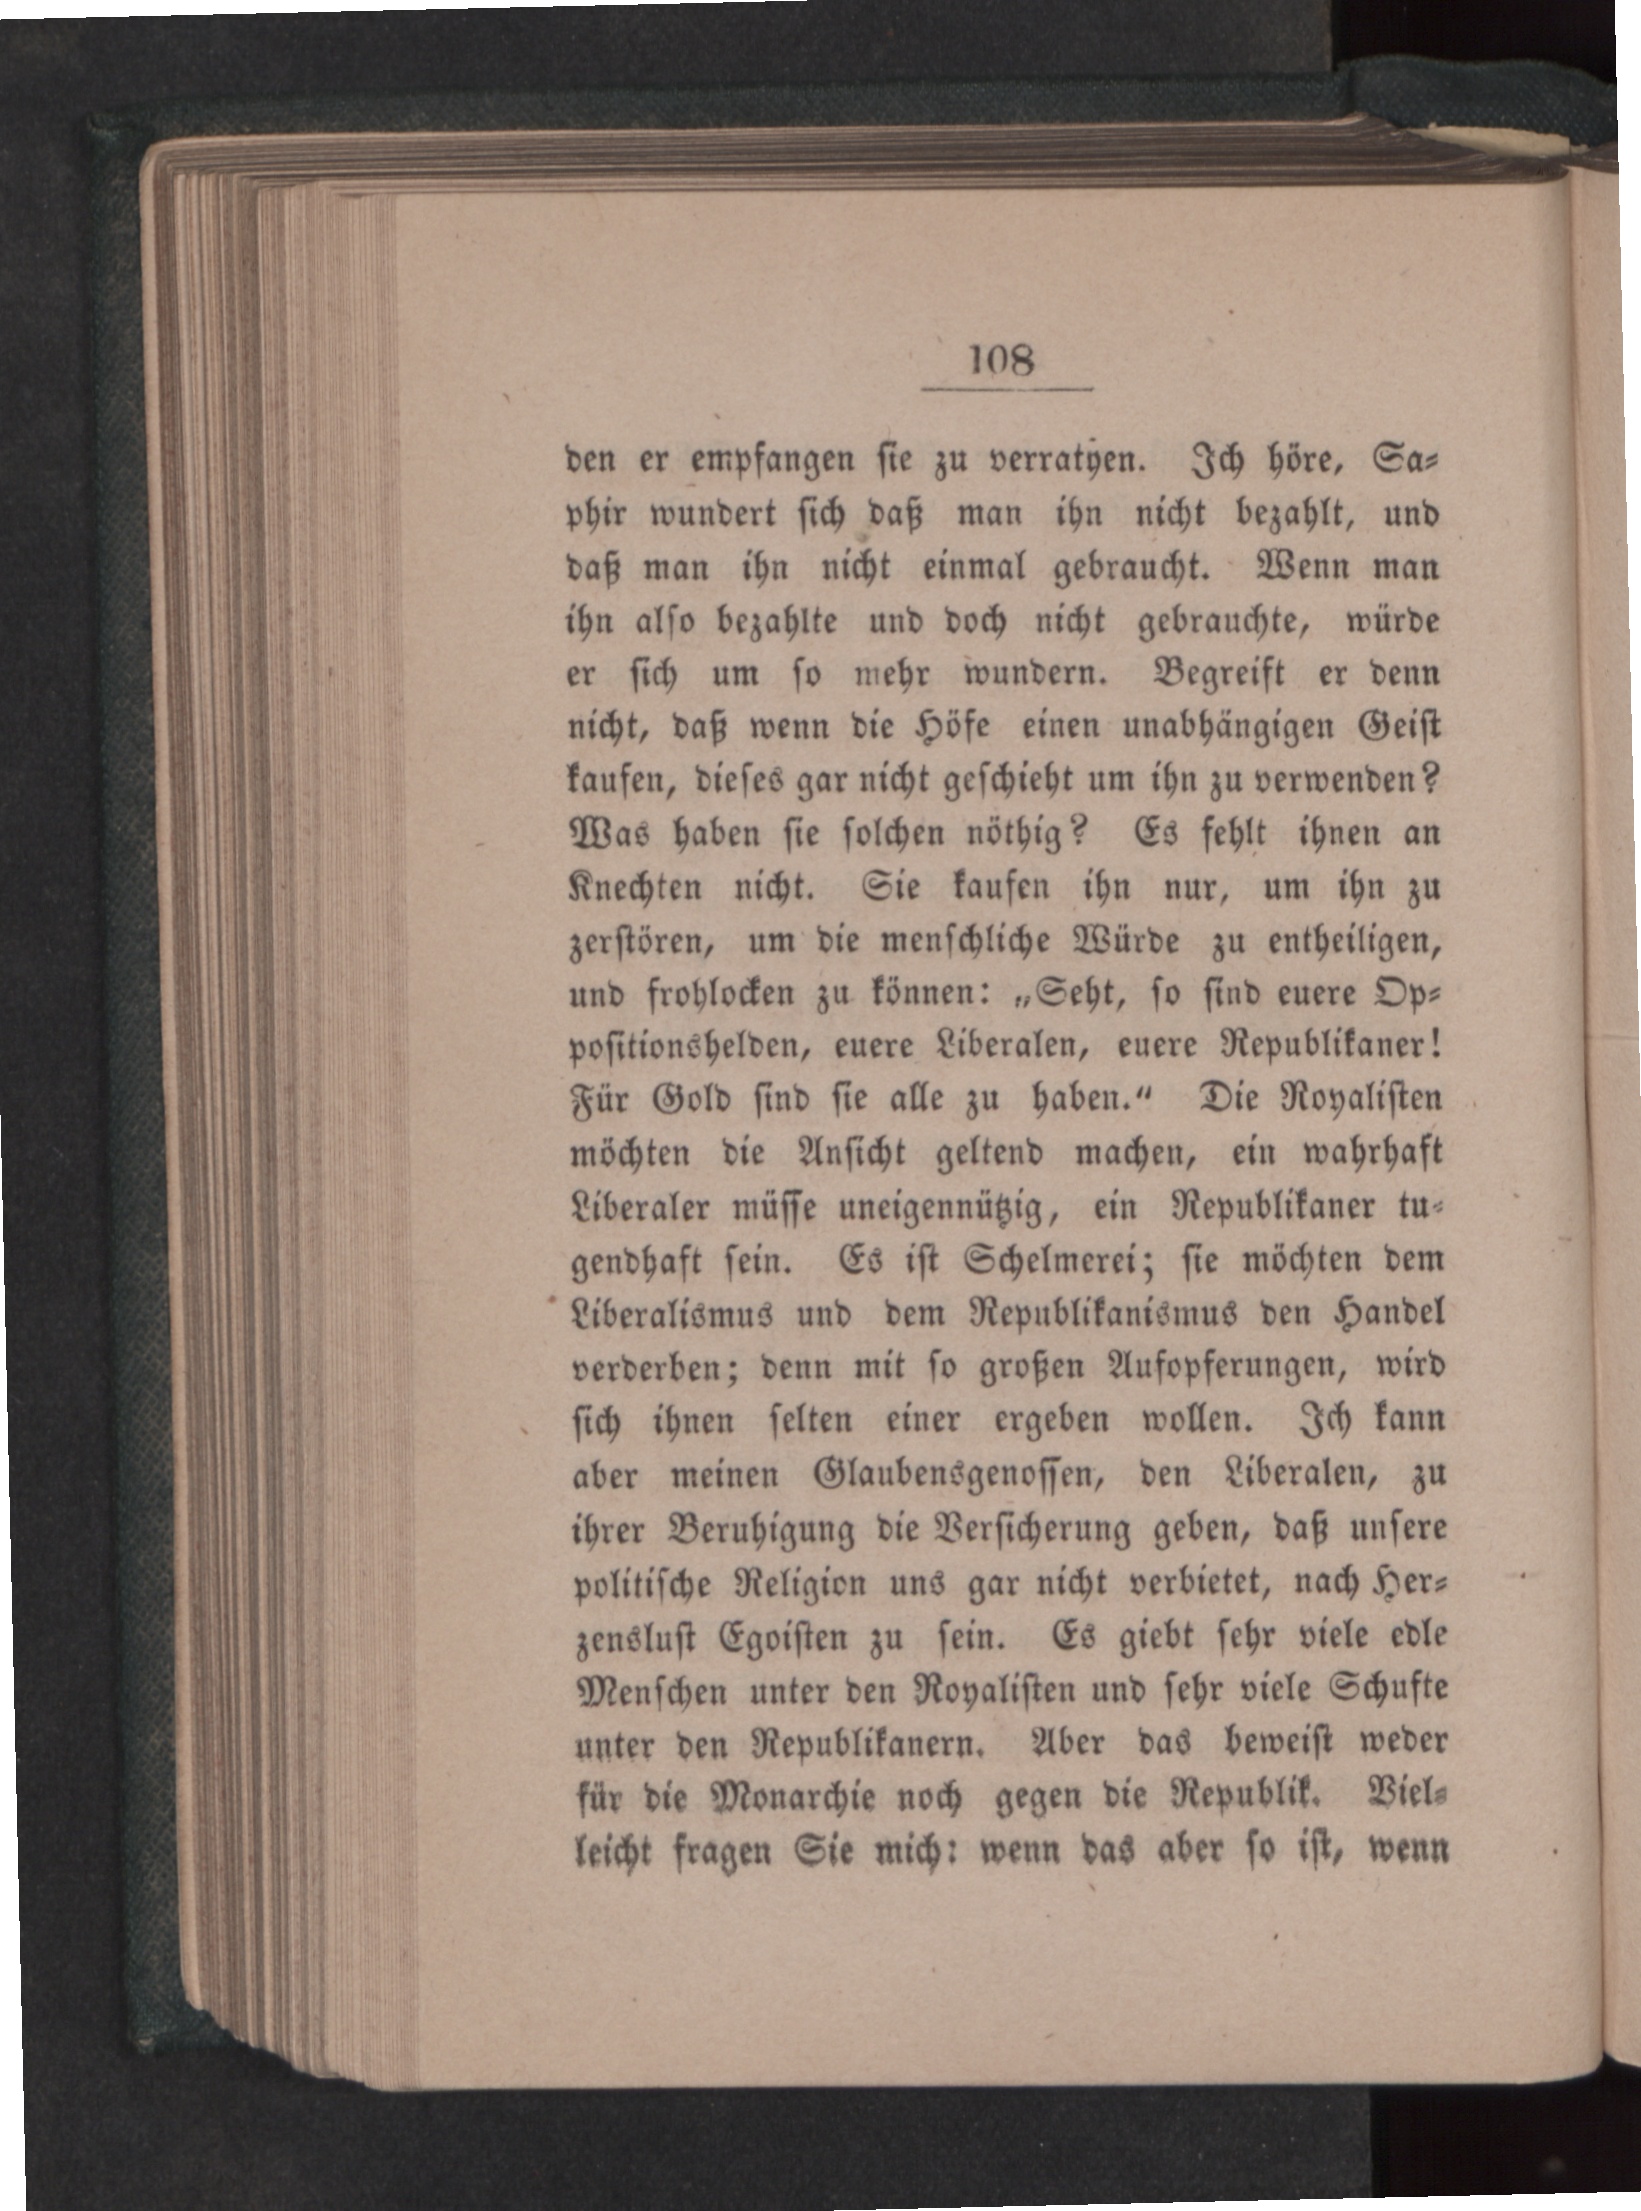 108
den er empfangen sie zu verrathen. Ich höre, Sa-
phir wundert sich daß man ihn nicht bezahlt, und
daß man ihn nicht einmal gebraucht. Wenn man
ihn also bezahlte und doch nicht gebrauchte, würde
er sich um so mehr wundern. Begreift er denn
nicht, daß wenn die Höfe einen unabhängigen Geist
kaufen, dieses gar nicht geschieht um ihn zu verwenden?
Was haben sie solchen nöthig? Es fehlt ihnen an
Knechten nicht. Sie kaufen ihn nur, um ihn zu
zerstören, um die menschliche Würde zu entheiligen,
und frohlocken zu können: „Seht, so sind euere Op-
positionshelden, euere Liberalen, euere Republikaner!
Für Gold sind sie alle zu haben.“ Die Royalisten
möchten die Ansicht geltend machen, ein wahrhaft
Liberaler müsse uneigennützig, ein Republikaner tu-
gendhaft sein. Es ist Schelmerei; sie möchten dem
Liberalismus und dem Republikanismus den Handel
verderben; denn mit so großen Aufopferungen, wird
sich ihnen selten einer ergeben wollen. Ich kann
aber meinen Glaubensgenossen, den Liberalen, zu
ihrer Beruhigung die Versicherung geben, daß unsere
politische Religion uns gar nicht verbietet, nach Her-
zenslust Egoisten zu sein. Es giebt sehr viele edle
Menschen unter den Royalisten und sehr viele Schufte
unter den Republikanern. Aber das beweist weder
für die Monarchie noch gegen die Republik. Viel-
leicht fragen Sie mich: wenn das aber so ist, wenn